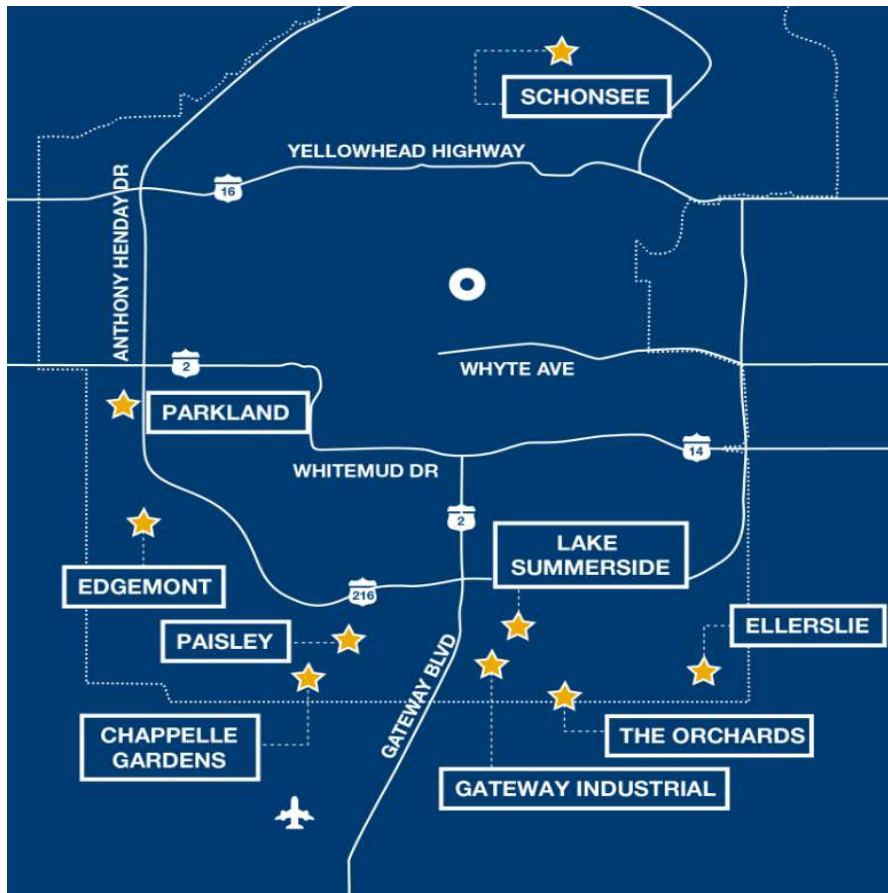 SCHONSEE
YELLOWHEAD HIGHWAY
16
ANTHONY HENDAY DR
2
WHYTE AVE
PARKLAND
WHITEMUD DR
14
2
LAKE
SUMMERSIDE
EDGEMONT
216
PAISLEY
ELLERSLIE
GATEWAY BLVD
CHAPPELLE
GARDENS
THE ORCHARDS
GATEWAY INDUSTRIAL